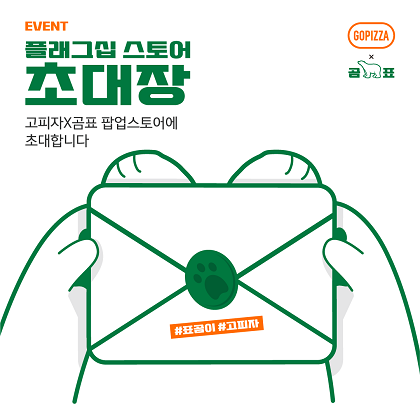 EVENT
플래그십 스토어
초대장
고피자X곰표 팝업스토어에
초대합니다
GOPIZZA
×
곰표
#표곰이 #고피자